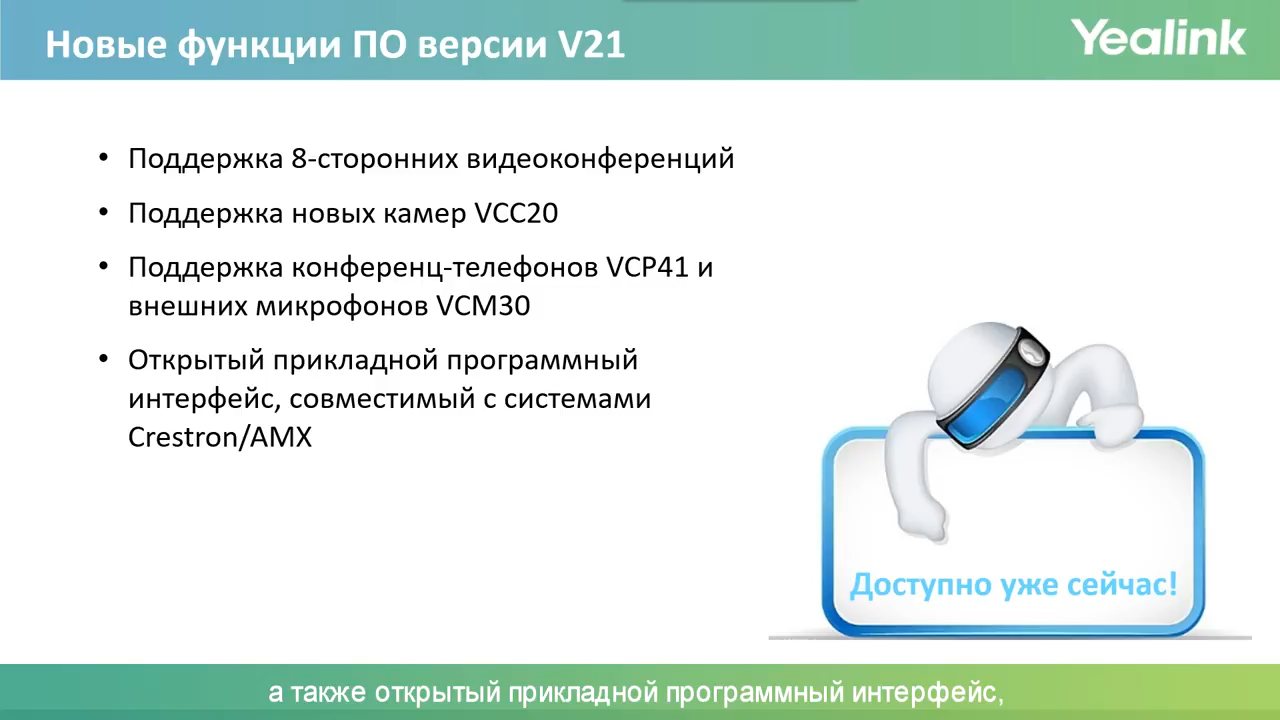 Новые функции ПО версии V21
Yealink
• Поддержка 8-сторонних видеоконференций
• Поддержка новых камер VCC20
• Поддержка конференц-телефонов VCP41 и
внешних микрофонов VCM30
• Открытый прикладной программный
интерфейс, совместимый с системами
Crestron/AMX
Доступно уже сейчас!
а также открытый прикладной программный интерфейс,